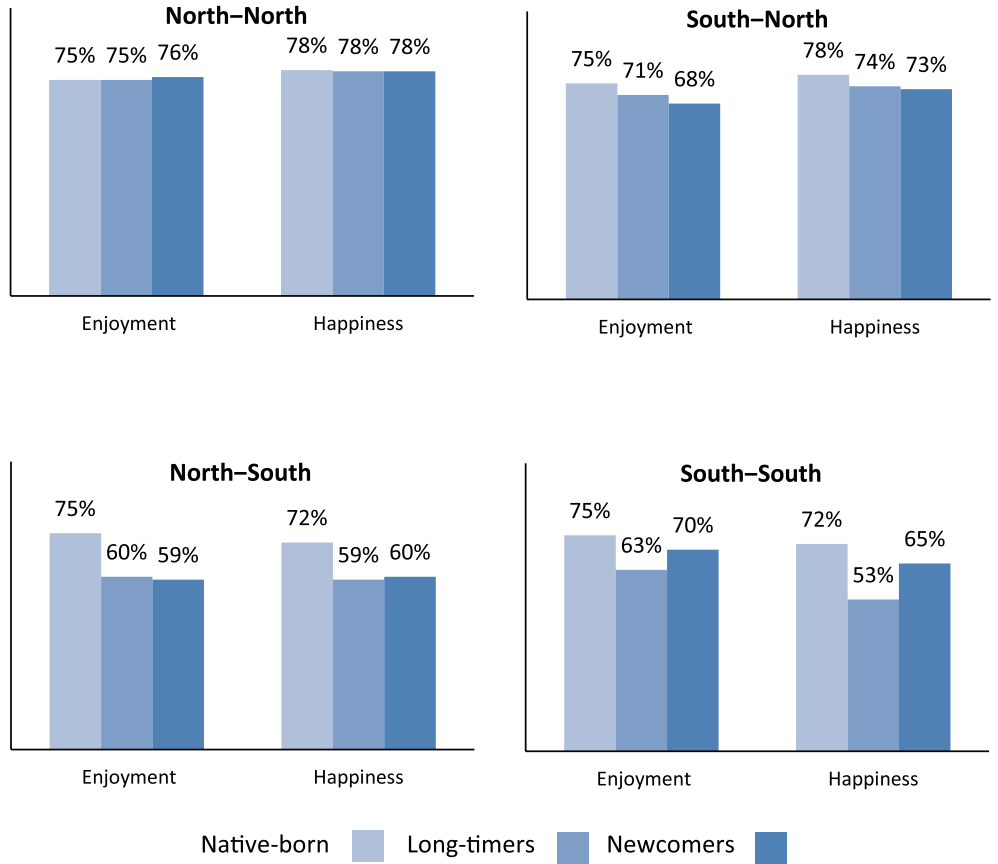 North–North
75% 75% 76% 78% 78% 78%
Enjoyment Happiness
South–North
75% 71% 68% 78% 74% 73%
Enjoyment Happiness
North–South
75% 60% 59% 72% 59% 60%
Enjoyment Happiness
South–South
75% 63% 70% 72% 53% 65%
Enjoyment Happiness
Native-born Long-timers Newcomers